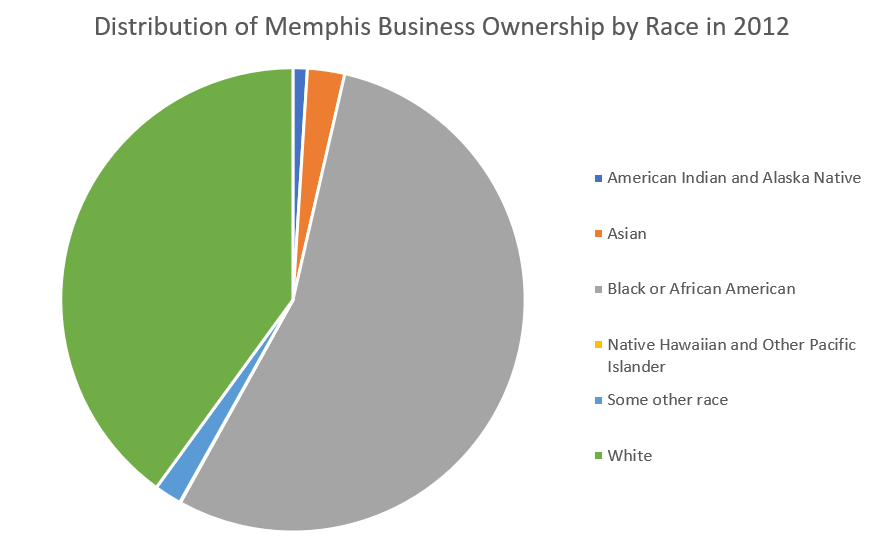 Distribution of Memphis Business Ownership by Race in 2012
American Indian and Alaska Native
Asian
Black or African American
Native Hawaiian and Other Pacific
Islander
Some other race
White